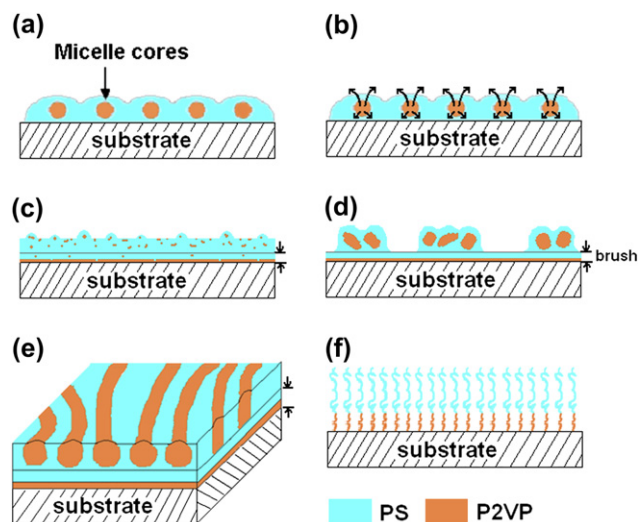 (a)
Micelle cores
substrate
(b)
substrate
(c)
substrate
(d)
brush
substrate
(e)
substrate
(f)
substrate
PS P2VP